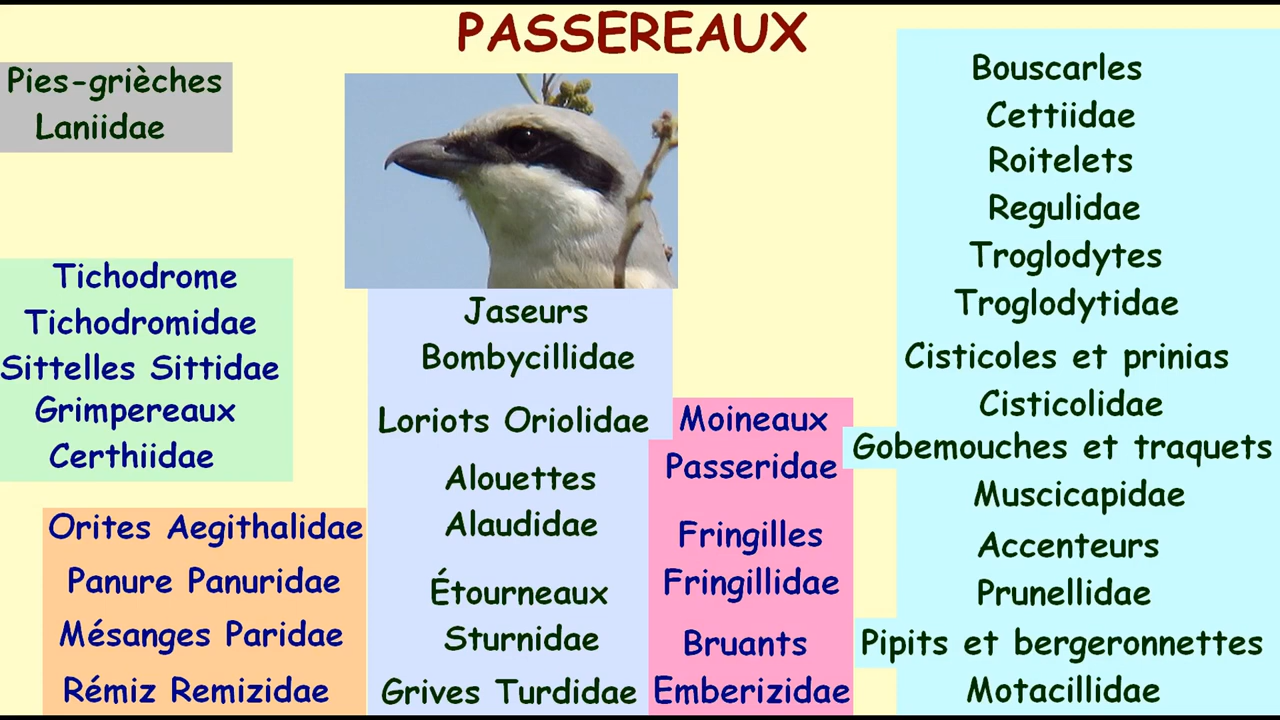 PASSEREAUX
Pies-grièches
Laniidae
Tichodrome
Tichodromidae
Sittelles Sittidae
Grimpereaux
Certhiidae
Orites Aegithalidae
Panure Panuridae
Mésanges Paridae
Rémiz Remizidae
Jaseurs
Bombycillidae
Loriots Oriolidae
Alouettes
Alaudidae
Étourneaux
Sturnidae
Grives Turdidae
Moineaux
Passeridae
Fringilles
Fringillidae
Bruants
Emberizidae
Bouscarles
Cettiidae
Roitelets
Regulidae
Troglodytes
Troglodytidae
Cisticoles et prinias
Cisticolidae
Gobemouches et traquets
Muscicapidae
Accenteurs
Prunellidae
Pipits et bergeronnettes
Motacillidae